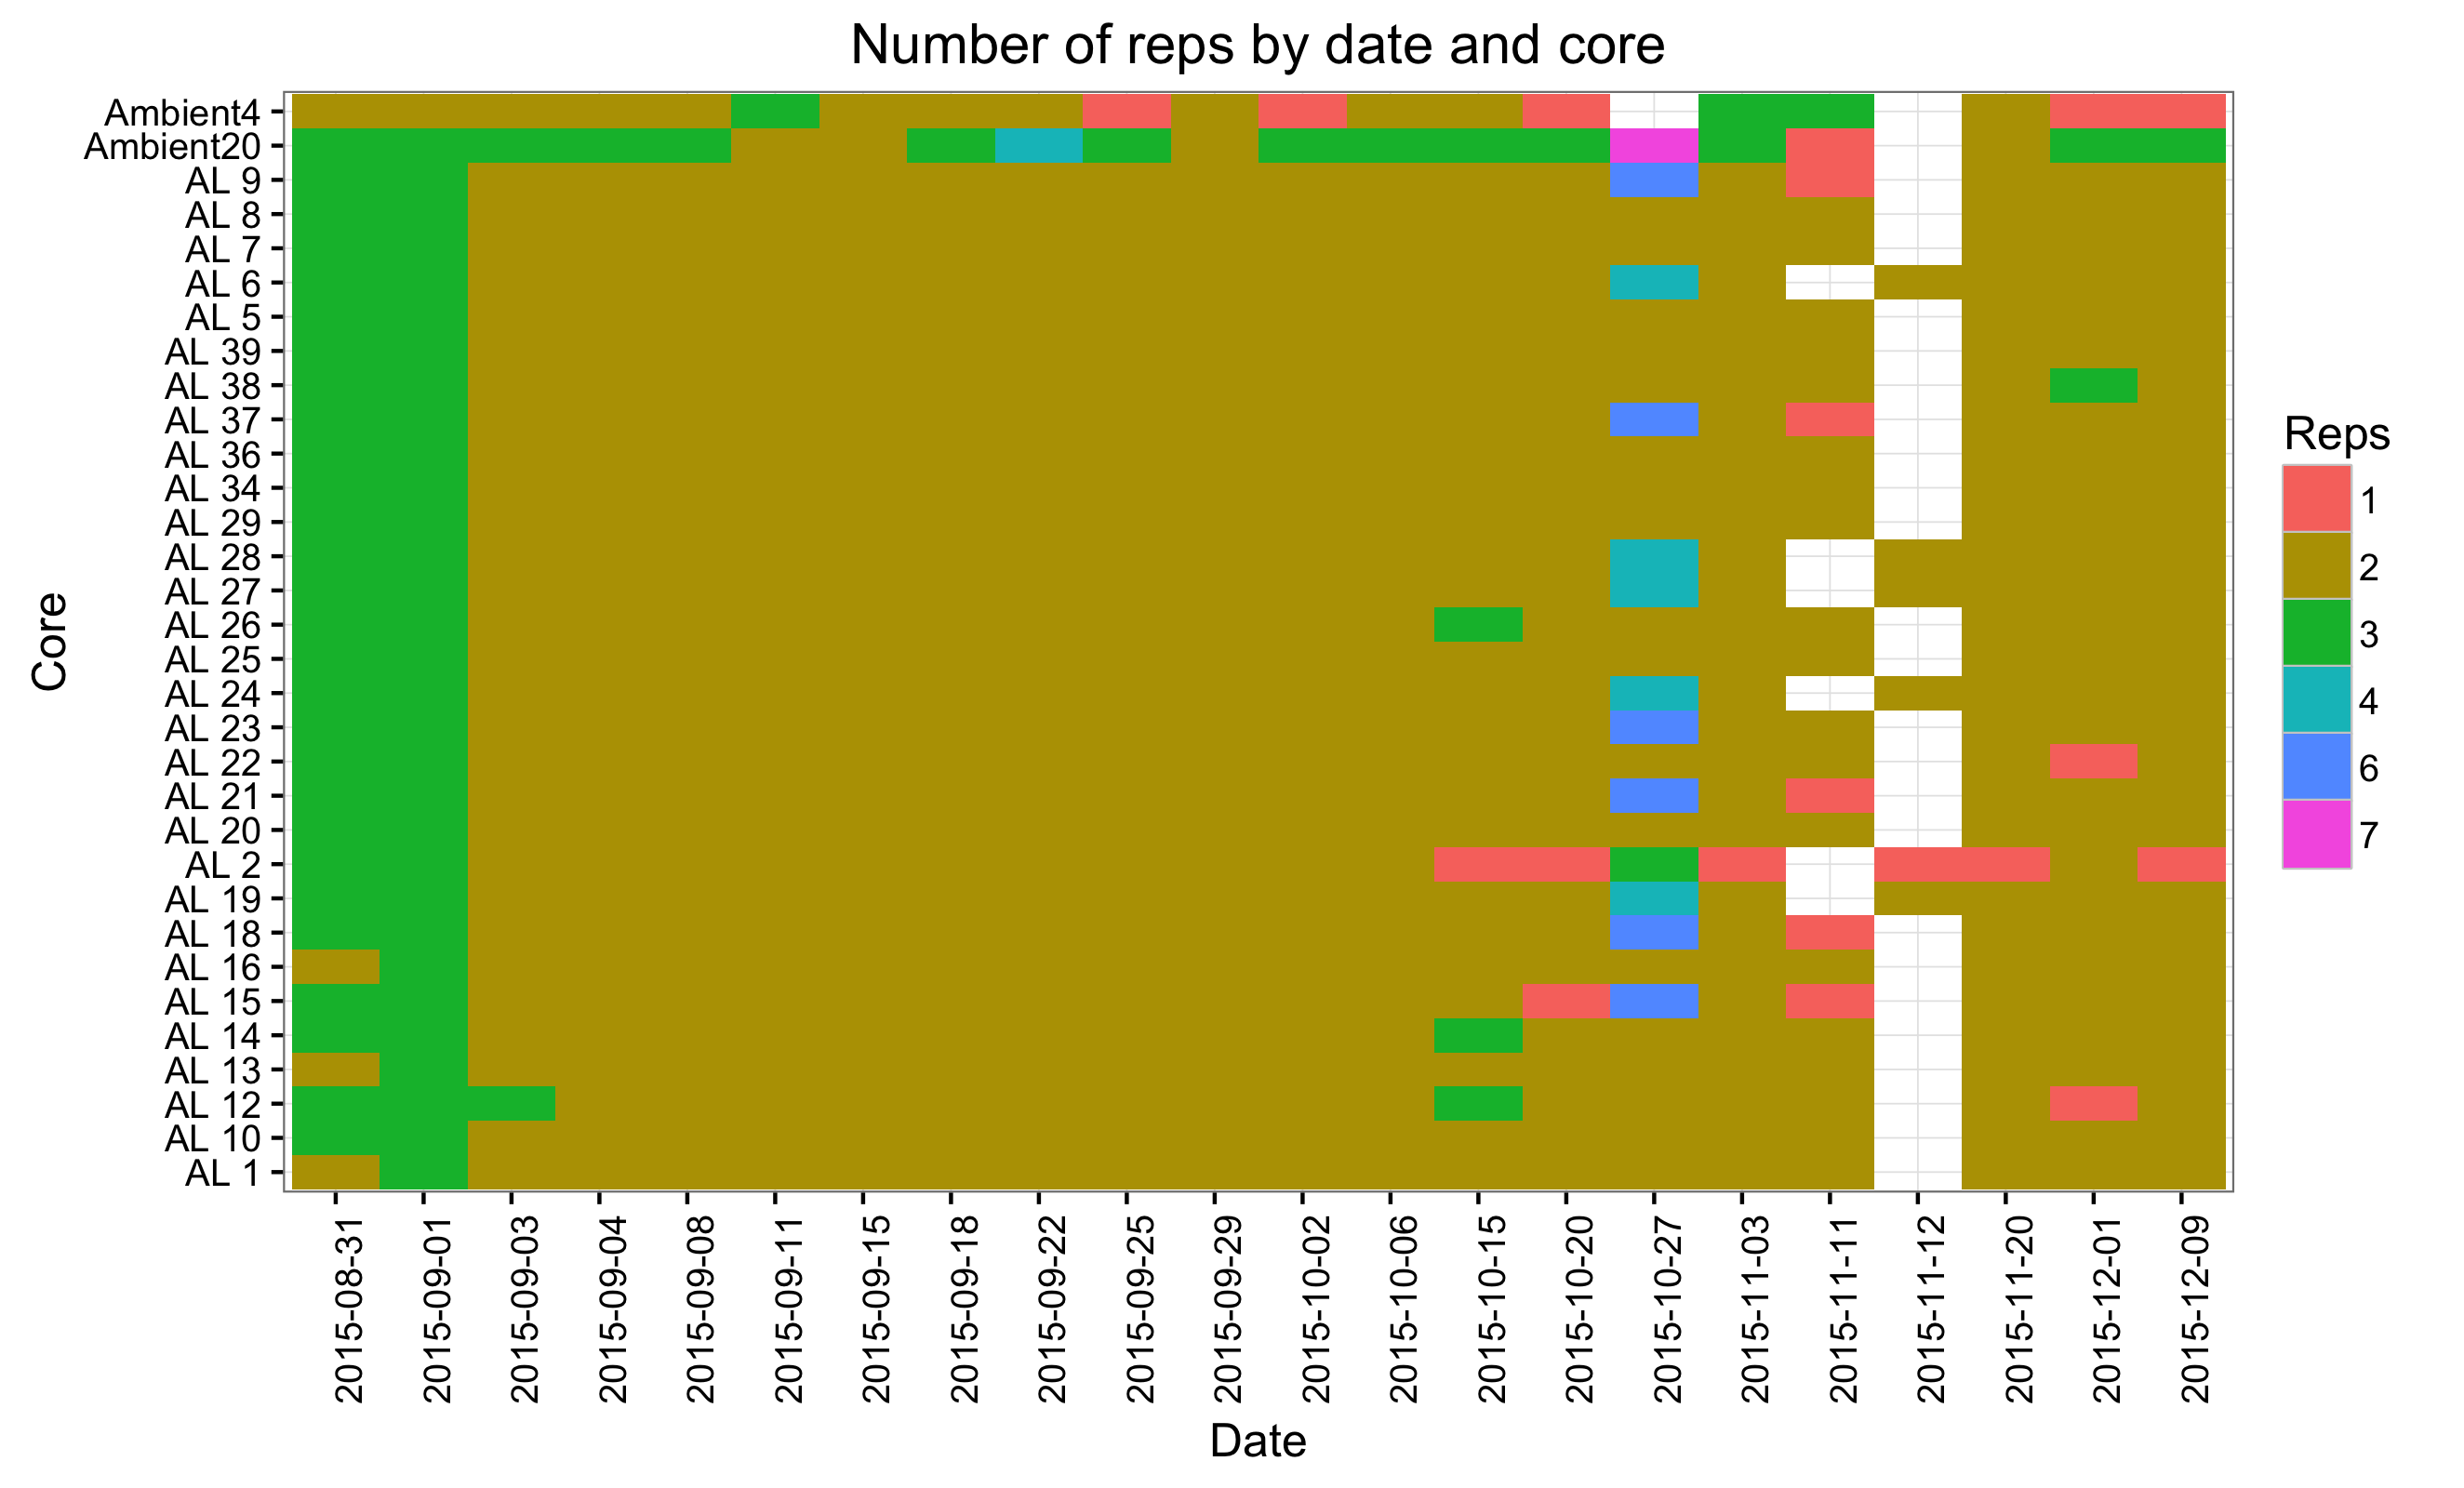 Number of reps by date and core
Core
Ambient4
Ambient20
AL 9
AL 8
AL 7
AL 6
AL 5
AL 39
AL 38
AL 37
AL 36
AL 34
AL 29
AL 28
AL 27
AL 26
AL 25
AL 24
AL 23
AL 22
AL 21
AL 20
AL 2
AL 19
AL 18
AL 16
AL 15
AL 14
AL 13
AL 12
AL 10
AL 1
2015-08-31
2015-09-01
2015-09-03
2015-09-04
2015-09-08
2015-09-11
2015-09-15
2015-09-18
2015-09-22
2015-09-25
2015-09-29
2015-10-02
2015-10-06
2015-10-15
2015-10-20
2015-10-27
2015-11-03
2015-11-11
2015-11-12
2015-11-20
2015-12-01
2015-12-09
Date
Reps
1
2
3
4
6
7